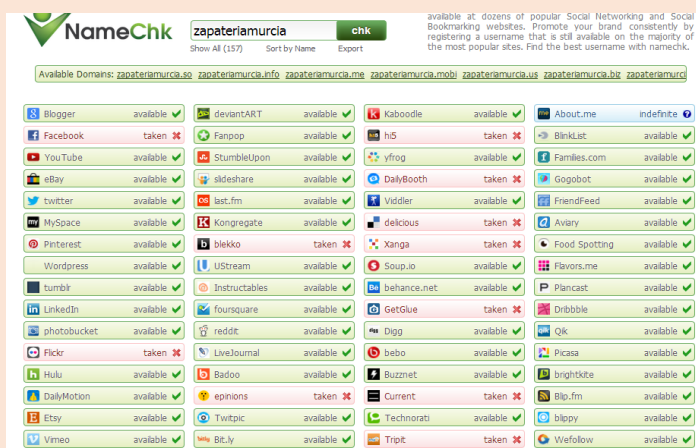 available at dozens of popular Social Networking and Social
NameChk zapateriamurcia chk Bookmarking websites. Promote your brand consistently by
registering a username that is still available on the majority of
Show All (157) Sort by Name Export the most popular sites. Find the best username with namechk.
Available Domains: zapateriamurcia.so zapateriamurcia.info zapateriamurcia.me zapateriamurcia.mobi zapateriamurcia.us zapateriamurcia.biz zapateriamurci
Blogger available deviantART available Kaboodle available About.me indefinite
Facebook taken Fanpop available hi5 taken BlinkList available
YouTube available StumbleUpon available yfrog available Families.com available
eBay available slideshare available DailyBooth taken Gogobot available
twitter available last.fm available Viddler available FriendFeed available
MySpace available Kongregate available delicious taken Aviary available
Pinterest available blekko taken Xanga taken Food Spotting available
Wordpress available UStream available Soup.io available Flavors.me available
tumblr available Instructables available behance.net available Plancast available
LinkedIn available foursquare available GetGlue taken Dribbble available
photobucket available reddit available Digg available Qik available
Flickr taken LiveJournal available bebo available Picasa available
Hulu available Badoo available Buzznet available brightkite available
DailyMotion available epinions taken Current taken Blip.fm available
Etsy available Twitpic available Technorati available blippy available
Vimeo available Bit.ly available Tripit taken Wefollow available